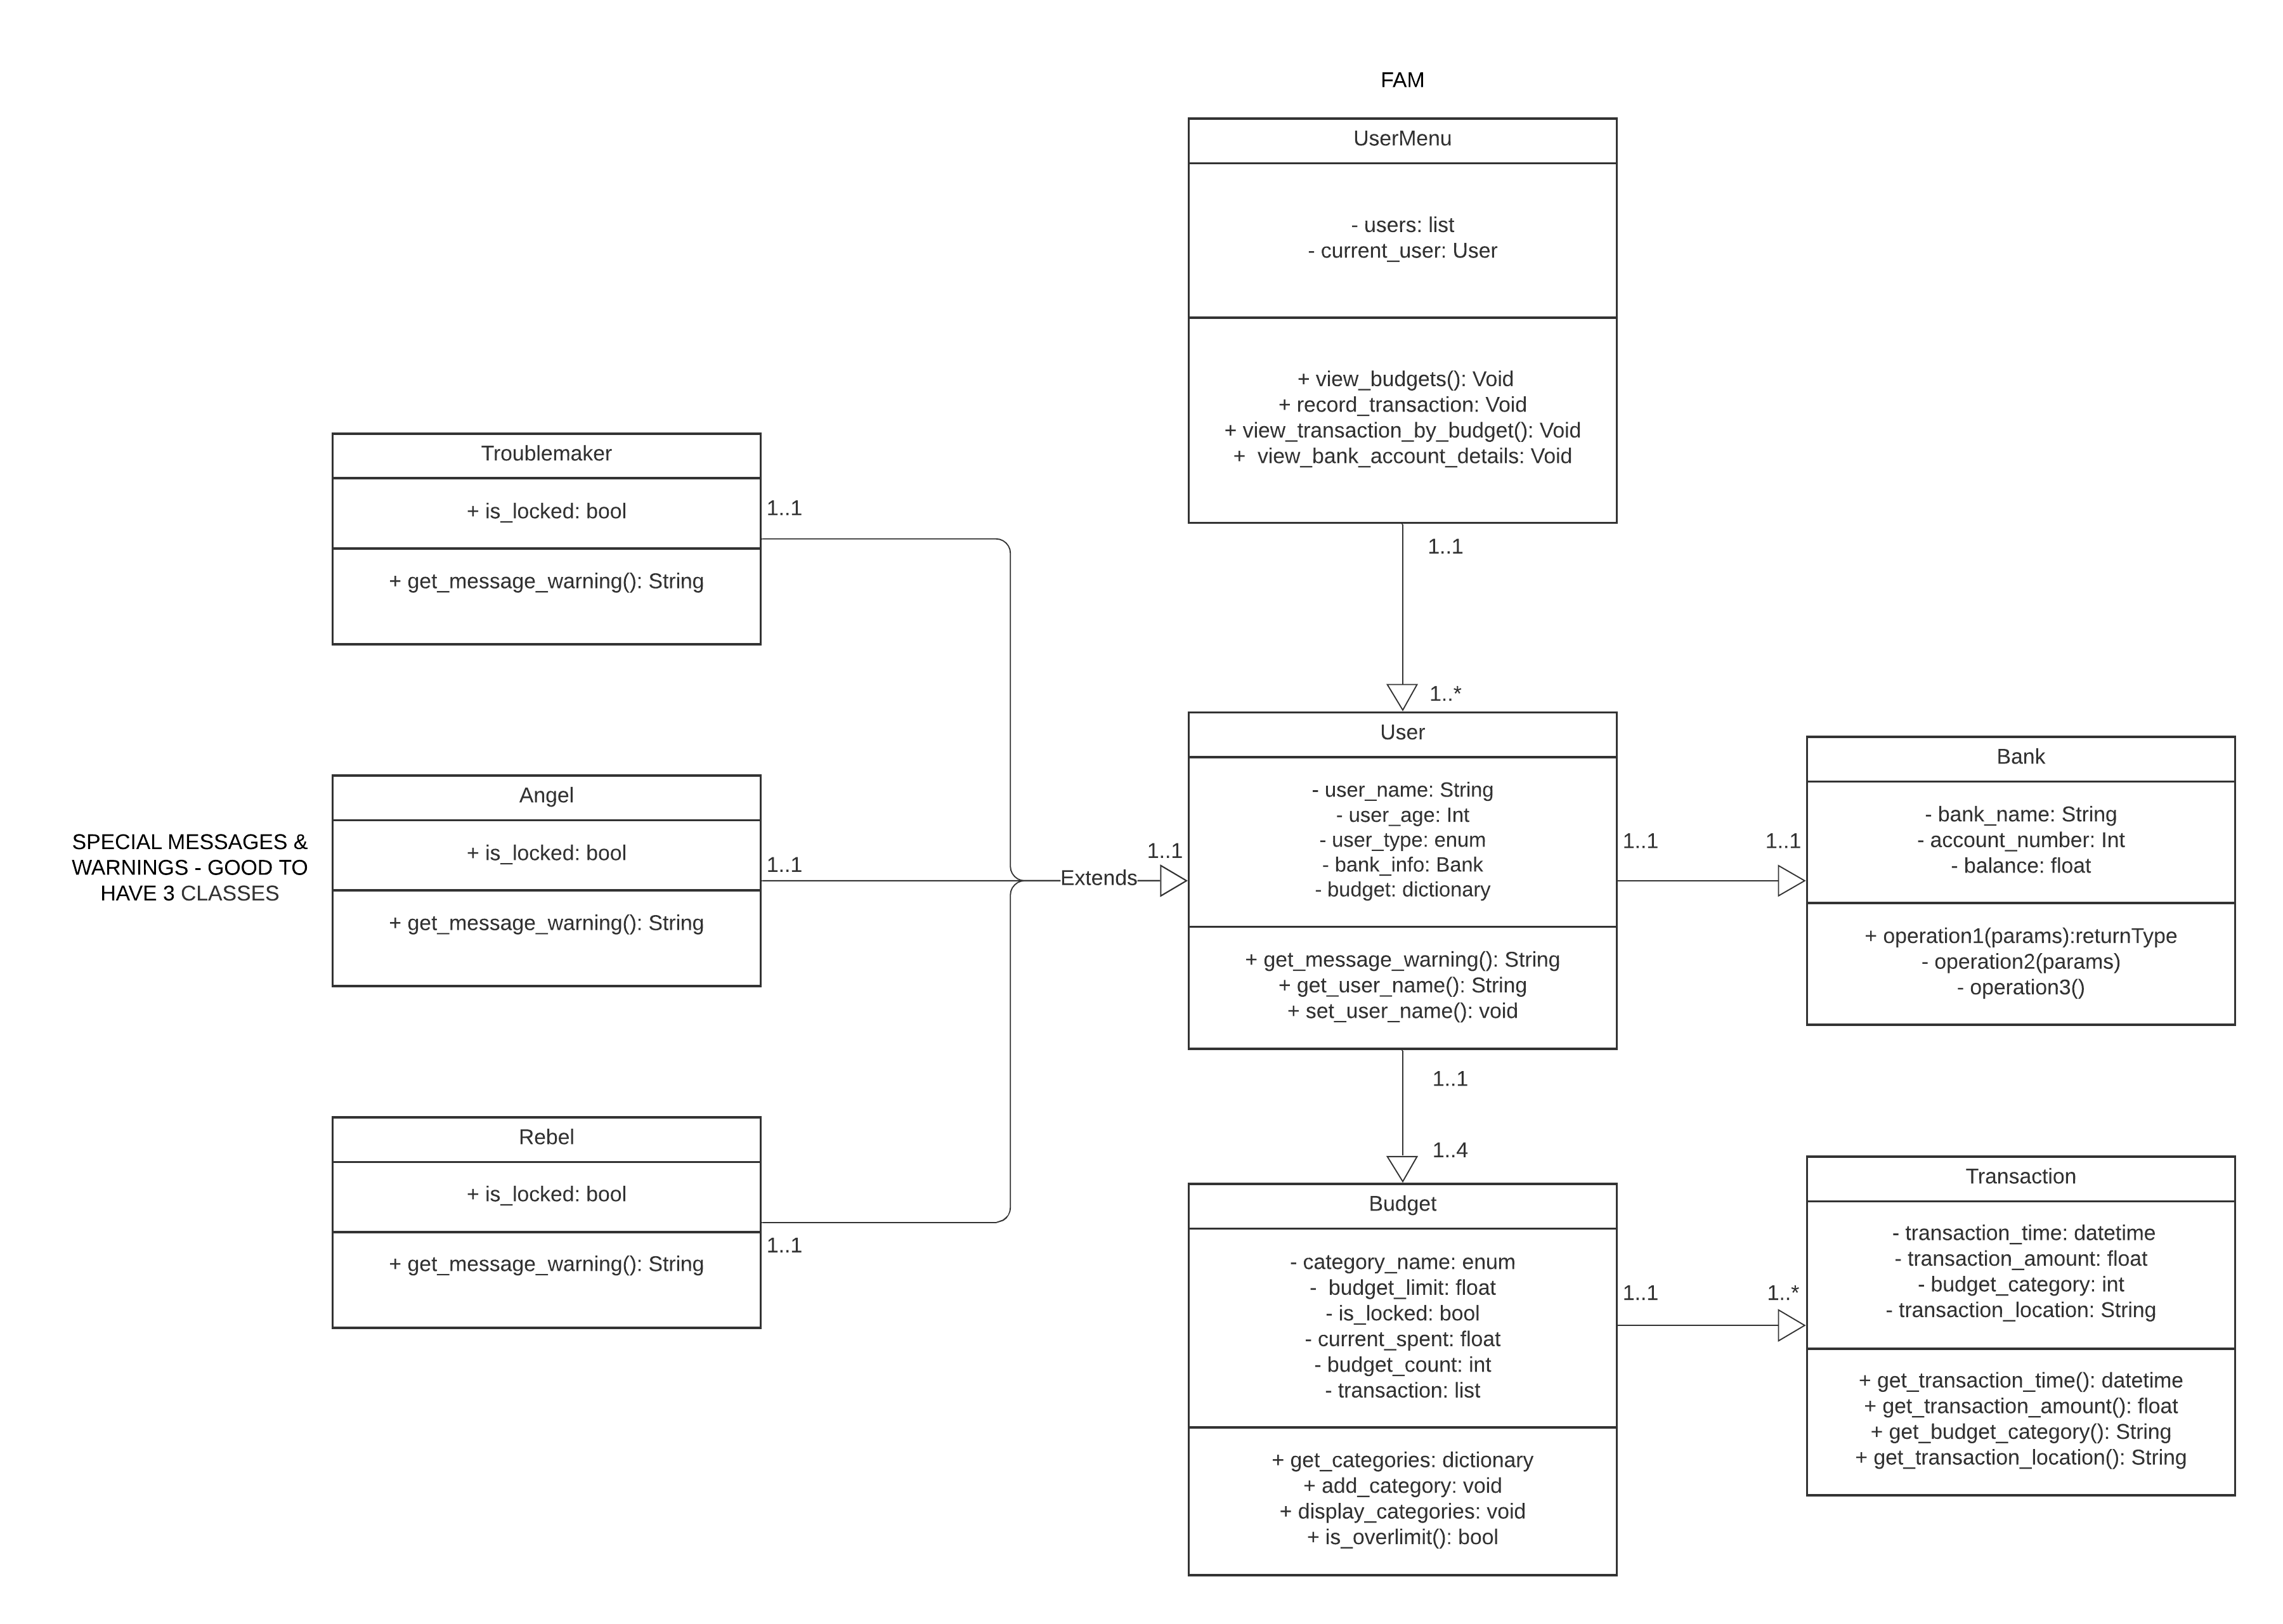 FAM
UserMenu
- users: list
- current_user: User
+ view_budgets(): Void
+ record_transaction: Void
+ view_transaction_by_budget(): Void
+  view_bank_account_details: Void
1..1
1..*
Troublemaker
+ is_locked: bool
+ get_message_warning(): String
1..1
SPECIAL MESSAGES &
WARNINGS - GOOD TO
HAVE 3 CLASSES
Angel
+ is_locked: bool
+ get_message_warning(): String
1..1
Rebel
+ is_locked: bool
+ get_message_warning(): String
1..1
Extends
1..1
User
- user_name: String
- user_age: Int
- user_type: enum
- bank_info: Bank
- budget: dictionary
+ get_message_warning(): String
+ get_user_name(): String
+ set_user_name(): void
1..1
1..1
Bank
- bank_name: String
- account_number: Int
- balance: float
+ operation1(params):returnType
- operation2(params)
- operation3()
1..1
1..4
Budget
- category_name: enum
-  budget_limit: float
- is_locked: bool
- current_spent: float
- budget_count: int
- transaction: list
+ get_categories: dictionary
+ add_category: void
+ display_categories: void
+ is_overlimit(): bool
1..1
1..*
Transaction
- transaction_time: datetime
- transaction_amount: float
- budget_category: int
- transaction_location: String
+ get_transaction_time(): datetime
+ get_transaction_amount(): float
+ get_budget_category(): String
+ get_transaction_location(): String